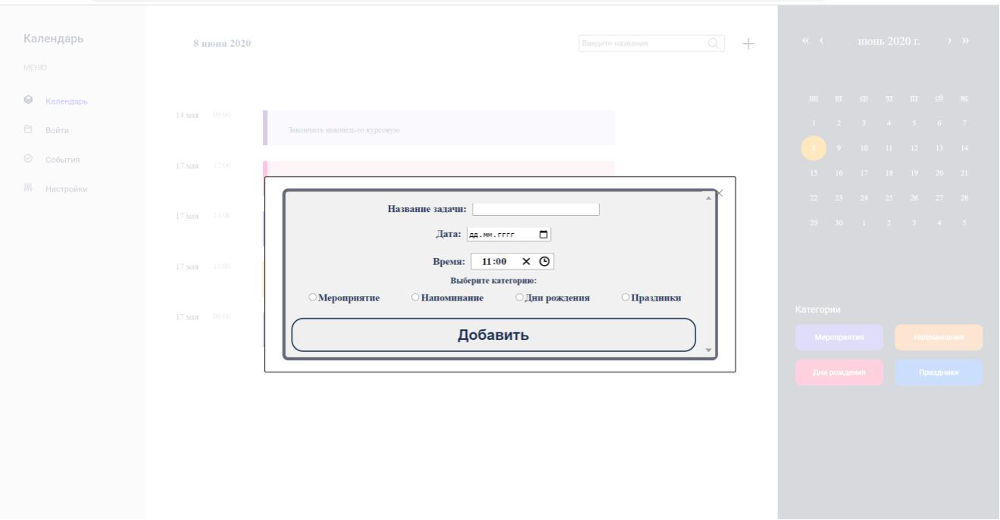 Календарь
МЕНЮ
Календарь
Войти
События
Настройки
8 июня 2020
Введите название
14 мая 09:00
Закончить наконец-то курсовую
17 мая 12:00
17 мая 14:00
17 мая 11:00
17 мая 08:00
Название задачи:
Дата: дд.мм.гггг
Время: 11:00
Выберите категорию:
Мероприятие Напоминание Дни рождения Праздники
Добавить
« ‹ июнь 2020 г. › »
пн вт ср чт пт сб вс
1 2 3 4 5 6 7
8 9 10 11 12 13 14
15 16 17 18 19 20 21
22 23 24 25 26 27 28
29 30 1 2 3 4 5
Категории
Мероприятия Напоминания
Дни рождения Праздники